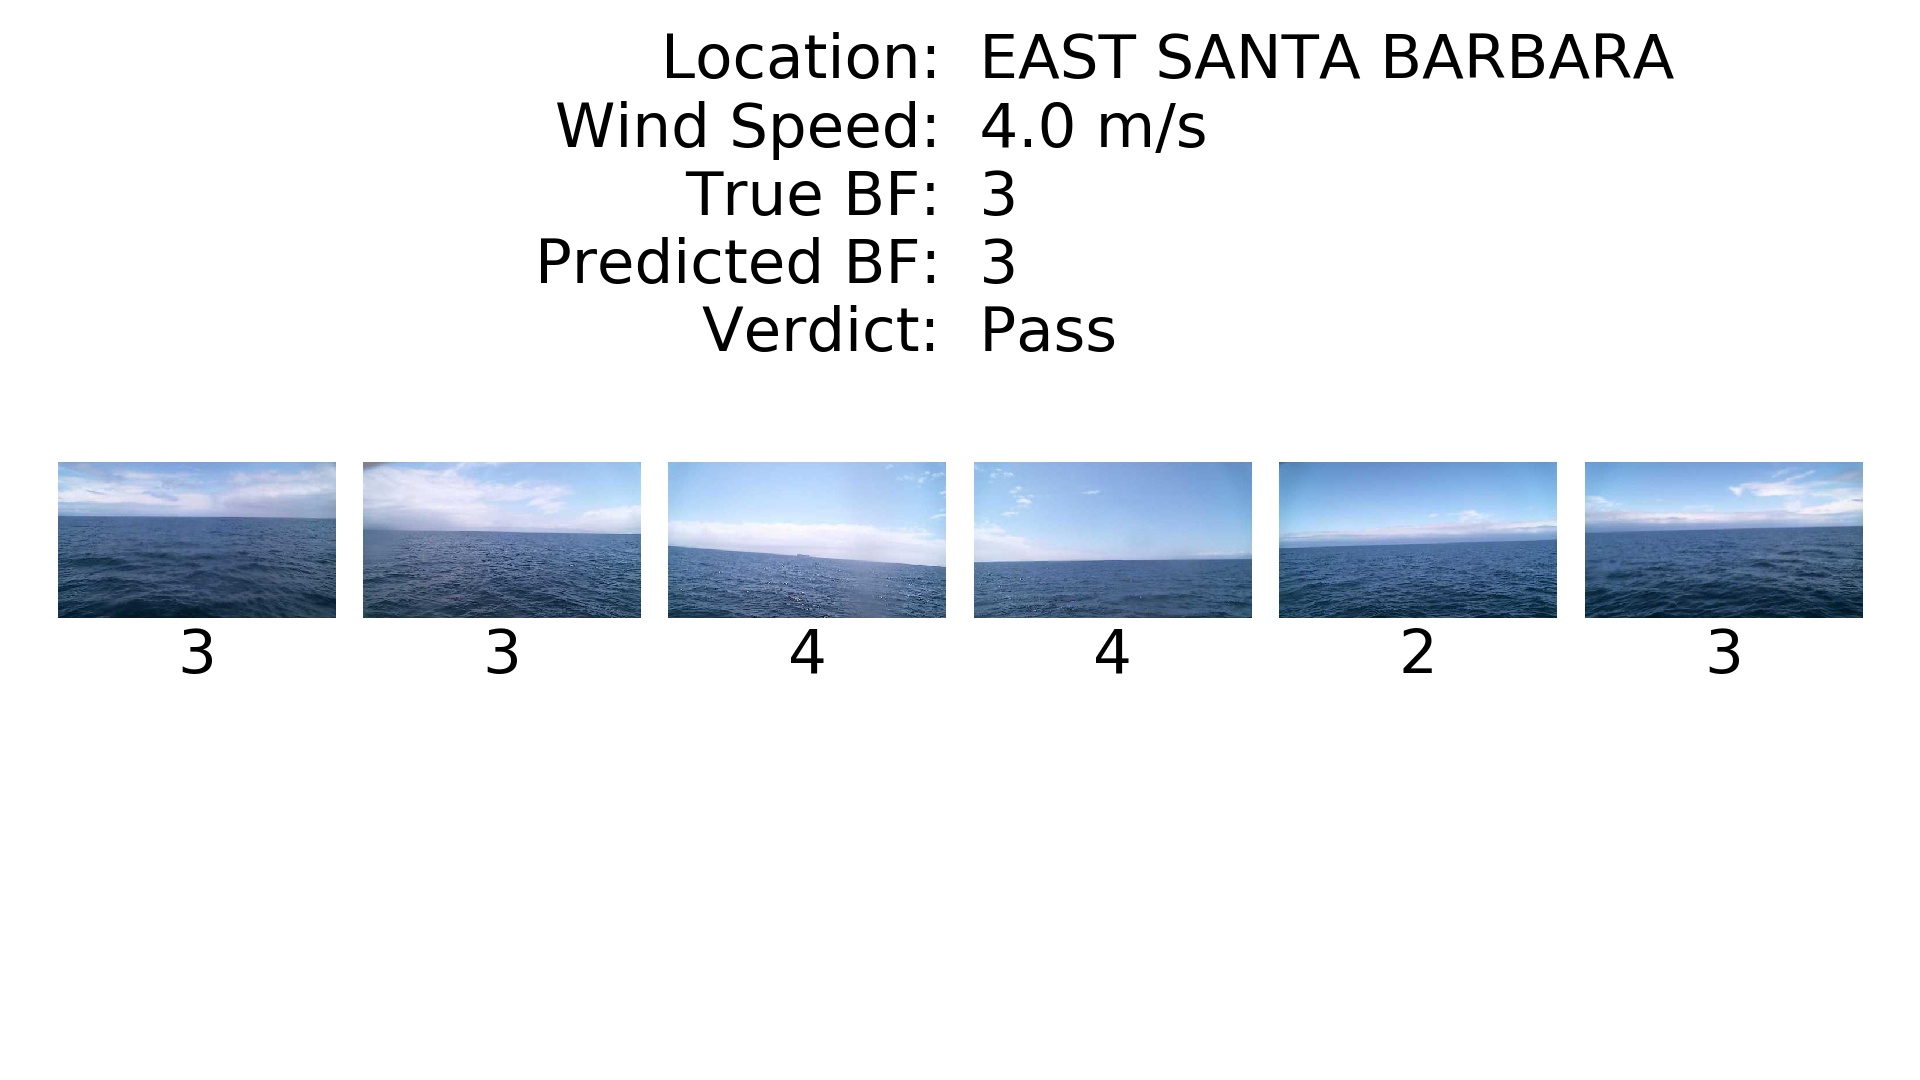 Location: EAST SANTA BARBARA
Wind Speed: 4.0 m/s
True BF: 3
Predicted BF: 3
Verdict: Pass
3 3 4 4 2 3